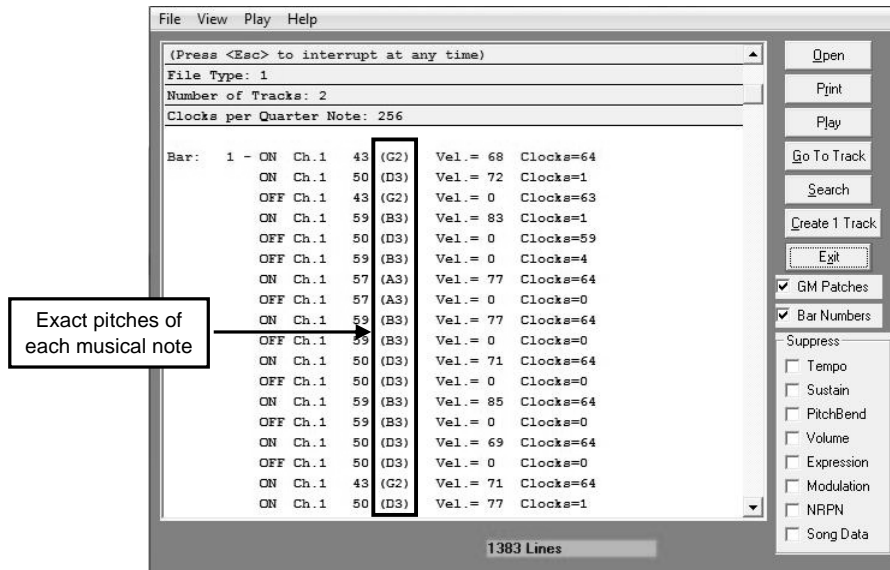 File View Play Help
(Press <Esc> to interrupt at any time)
File Type: 1
Number of Tracks: 2
Clocks per Quarter Note: 256
Bar: 1 - ON Ch.1 43 (G2) Vel.= 68 Clocks=64
ON Ch.1 50 (D3) Vel.= 72 Clocks=1
OFF Ch.1 43 (G2) Vel.= 0 Clocks=63
ON Ch.1 59 (B3) Vel.= 83 Clocks=1
OFF Ch.1 50 (D3) Vel.= 0 Clocks=59
OFF Ch.1 59 (B3) Vel.= 0 Clocks=4
ON Ch.1 57 (A3) Vel.= 77 Clocks=64
OFF Ch.1 57 (A3) Vel.= 0 Clocks=0
ON Ch.1 59 (B3) Vel.= 77 Clocks=64
OFF Ch.1 59 (B3) Vel.= 0 Clocks=0
ON Ch.1 50 (D3) Vel.= 71 Clocks=64
OFF Ch.1 50 (D3) Vel.= 0 Clocks=0
ON Ch.1 59 (B3) Vel.= 85 Clocks=64
OFF Ch.1 59 (B3) Vel.= 0 Clocks=0
ON Ch.1 50 (D3) Vel.= 69 Clocks=64
OFF Ch.1 50 (D3) Vel.= 0 Clocks=0
ON Ch.1 43 (G2) Vel.= 71 Clocks=64
ON Ch.1 50 (D3) Vel.= 77 Clocks=1
Exact pitches of
each musical note
Open
Print
Play
Go To Track
Search
Create 1 Track
Exit
GM Patches
Bar Numbers
Suppress
Tempo
Sustain
PitchBend
Volume
Expression
Modulation
NRPN
Song Data
1383 Lines